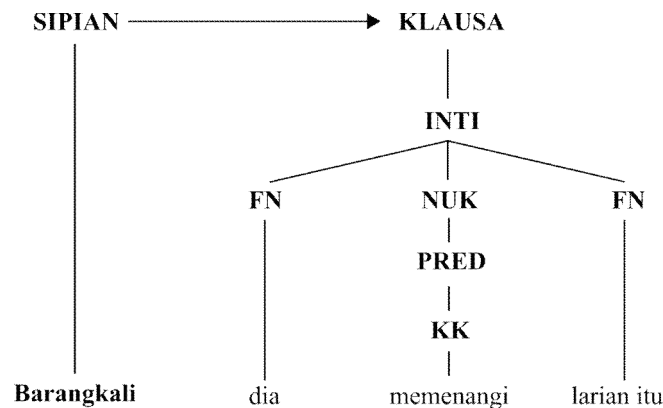 SIPIAN KLAUSA
INTI
FN NUK FN
PRED
KK
Barangkali dia memenangi larian itu